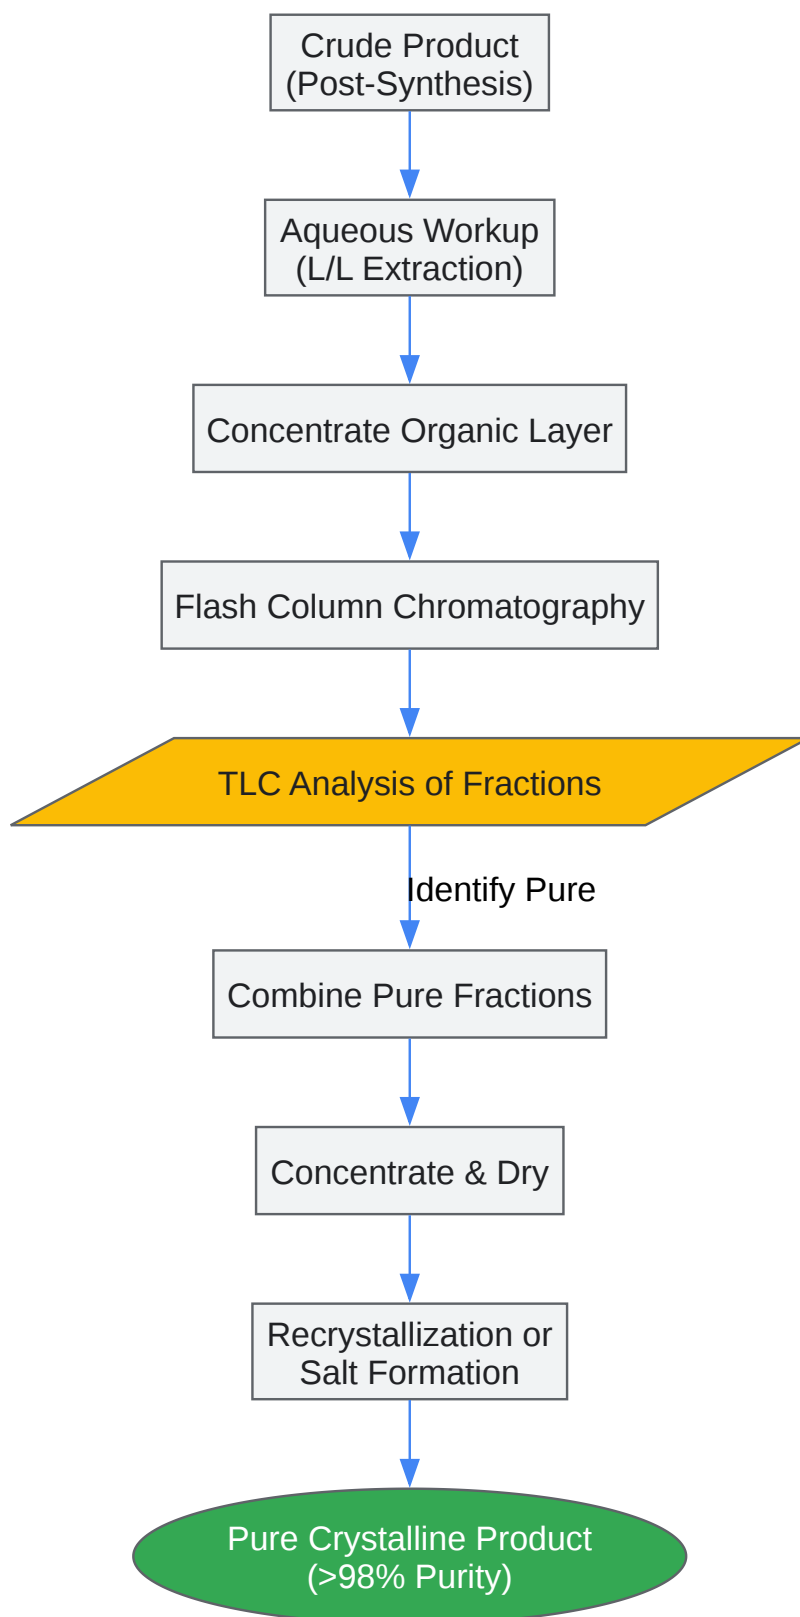 Crude Product
(Post-Synthesis)
Aqueous Workup
(L/L Extraction)
Concentrate Organic Layer
Flash Column Chromatography
TLC Analysis of Fractions
Identify Pure
Combine Pure Fractions
Concentrate & Dry
Recrystallization or
Salt Formation
Pure Crystalline Product
(>98% Purity)